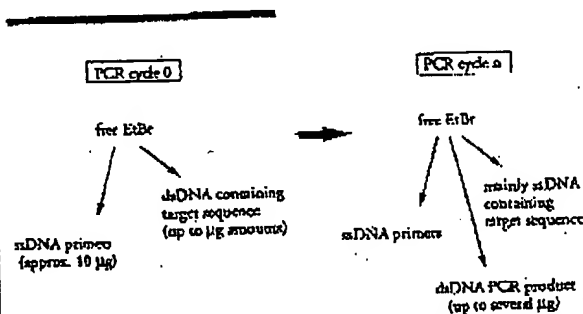 PCR cycle 0
free EtBr
ssDNA primers
(approx. 10 μg)
dsDNA containing
target sequence
(up to μg amounts)
PCR cycle n
free EtBr
ssDNA primers
mainly ssDNA
containing
target sequence
dsDNA PCR product
(up to several μg)